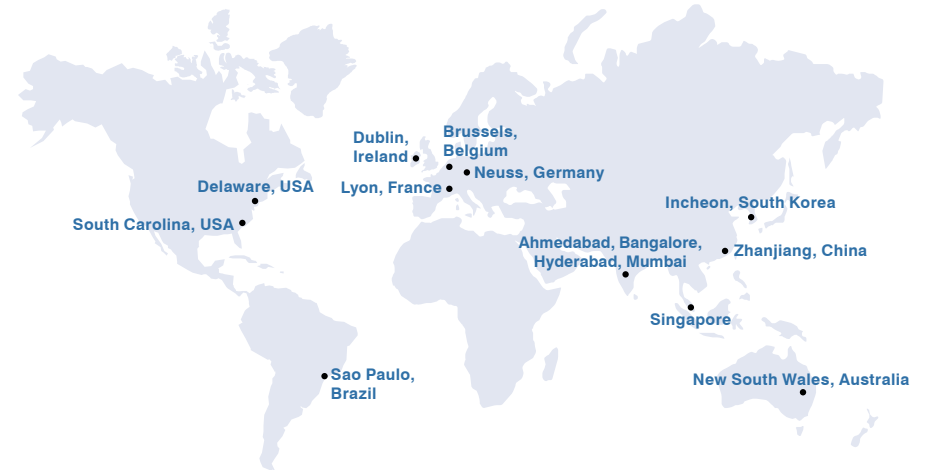 Dublin,
Ireland
Brussels,
Belgium
Neuss, Germany
Delaware, USA
Lyon, France
Incheon, South Korea
South Carolina, USA
Ahmedabad, Bangalore,
Hyderabad, Mumbai
Zhanjiang, China
Singapore
Sao Paulo,
Brazil
New South Wales, Australia